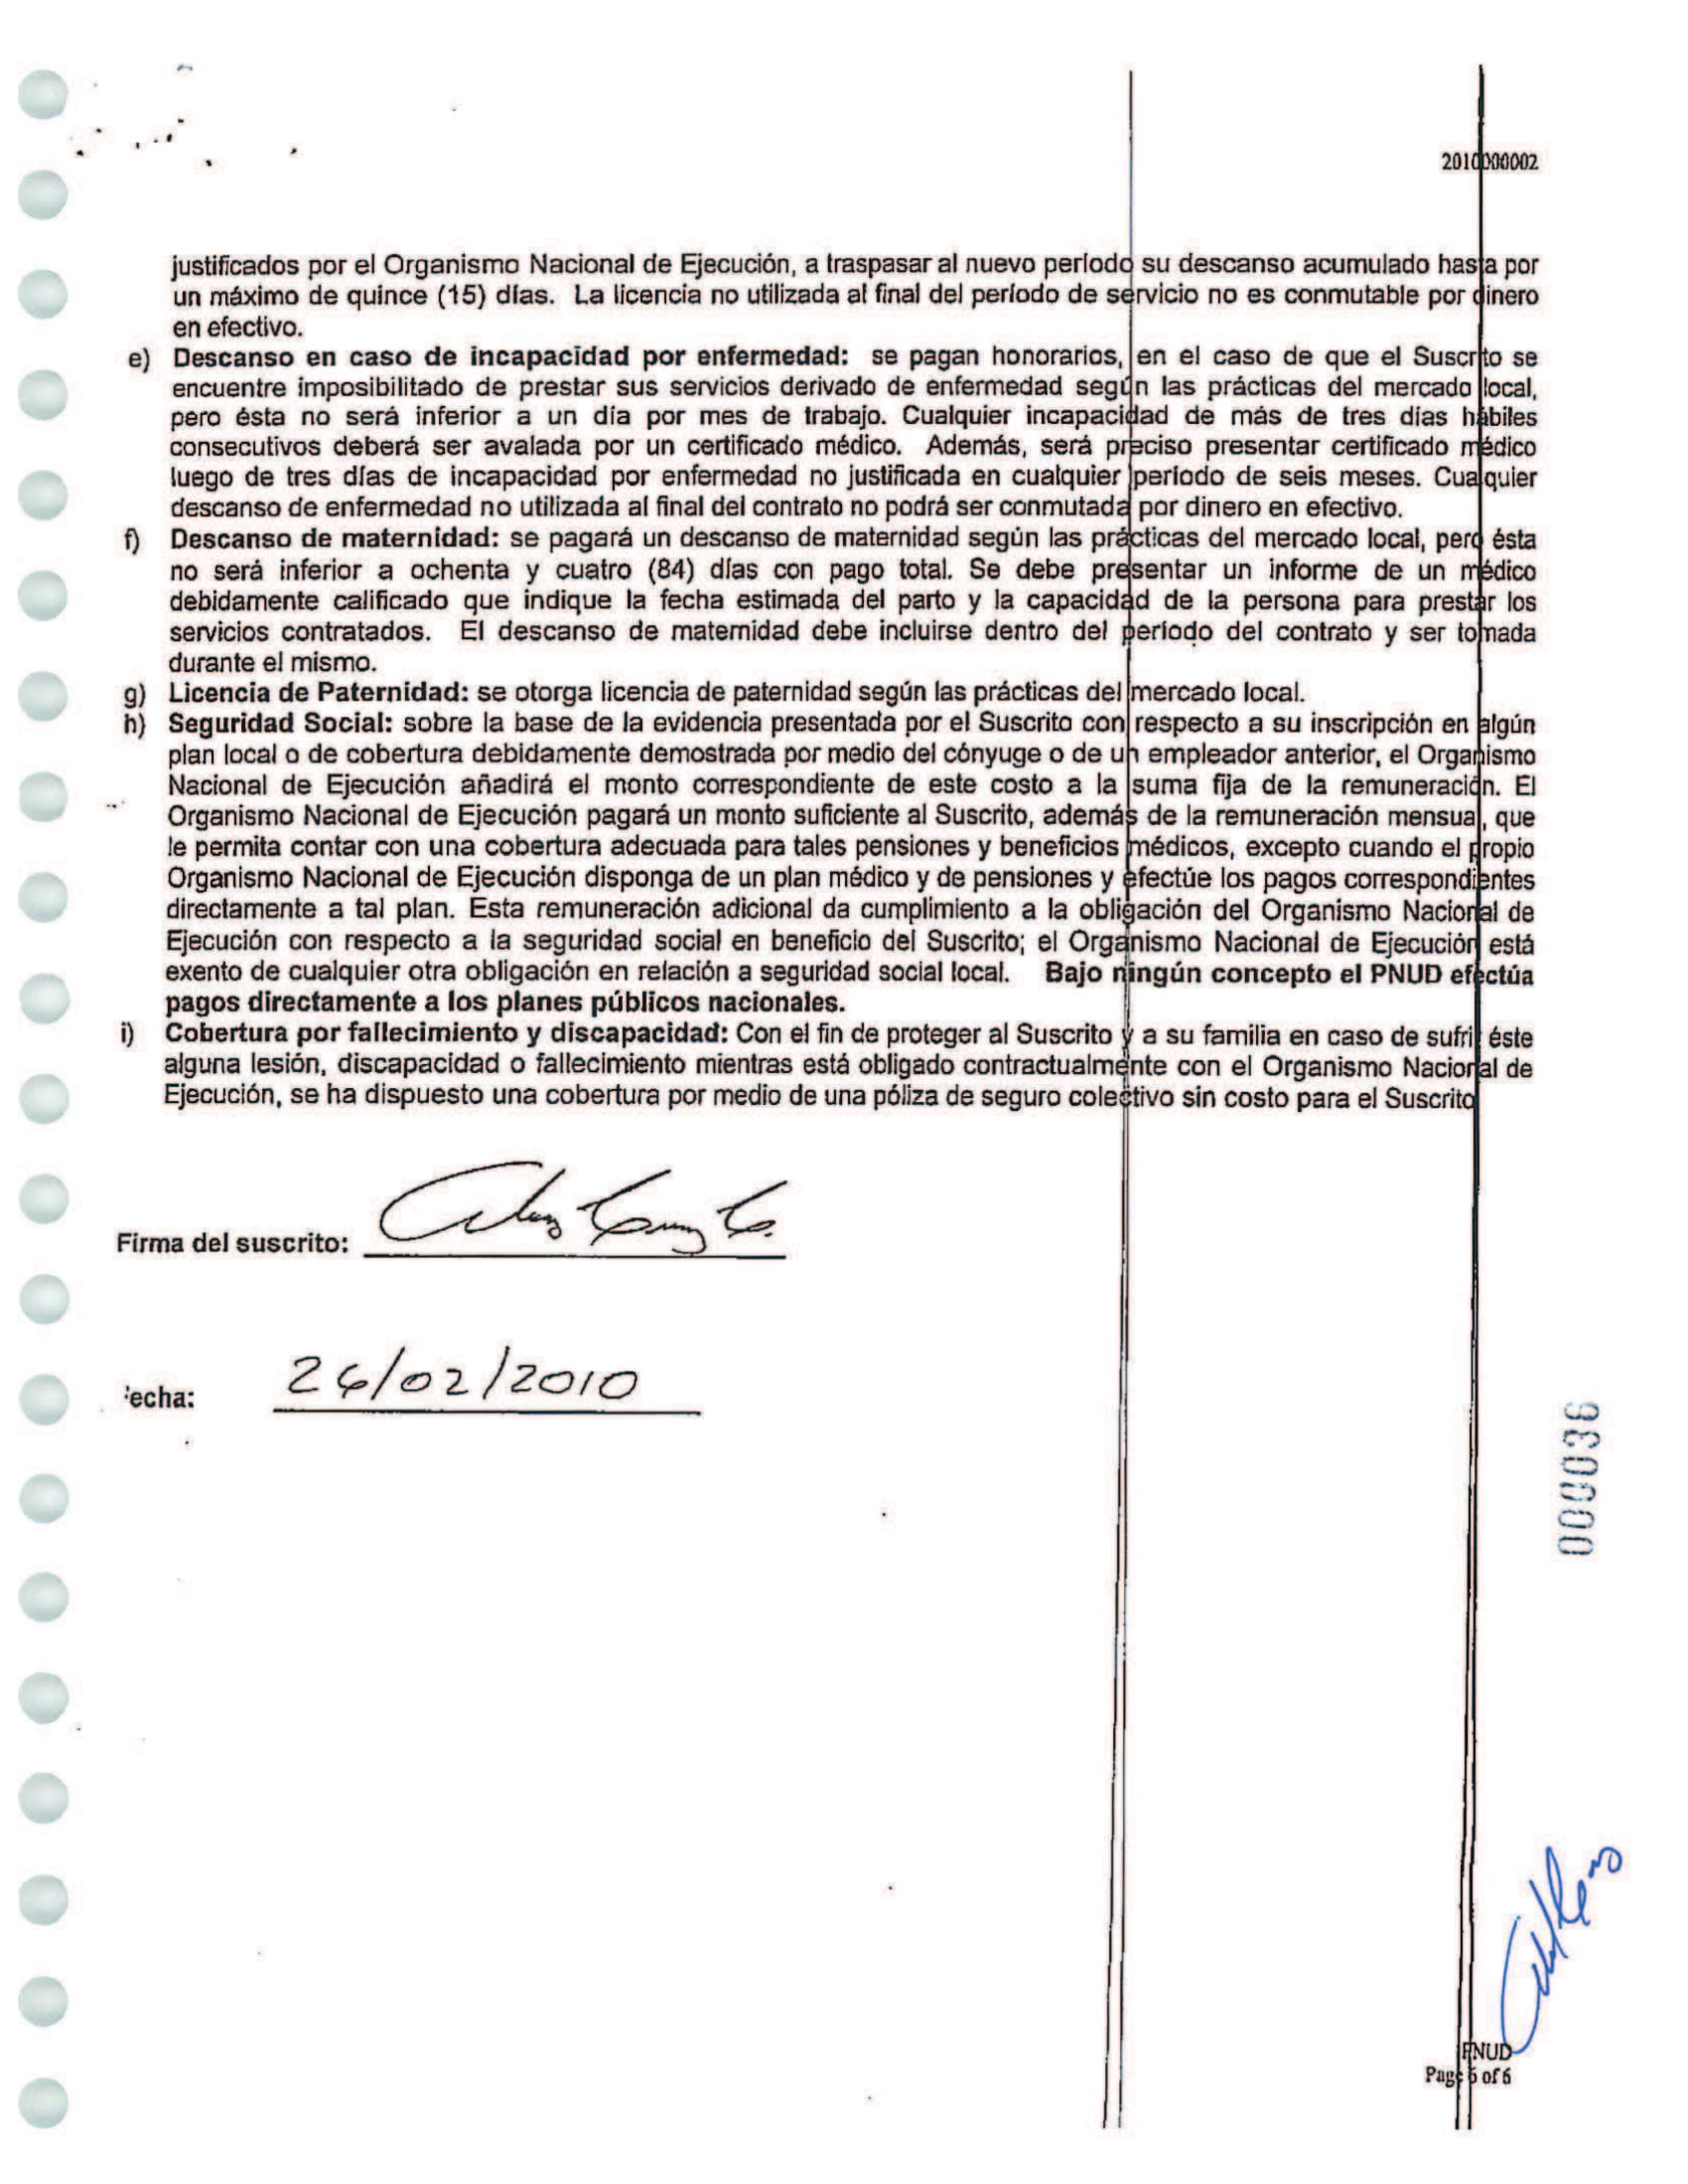 2010000002
justificados por el Organismo Nacional de Ejecución, a traspasar al nuevo período su descanso acumulado hasta por
un máximo de quince (15) días. La licencia no utilizada al final del período de servicio no es conmutable por dinero
en efectivo.
e) Descanso en caso de incapacidad por enfermedad: se pagan honorarios, en el caso de que el Suscrito se
encuentre imposibilitado de prestar sus servicios derivado de enfermedad según las prácticas del mercado local,
pero ésta no será inferior a un día por mes de trabajo. Cualquier incapacidad de más de tres días hábiles
consecutivos deberá ser avalada por un certificado médico. Además, será preciso presentar certificado médico
luego de tres días de incapacidad por enfermedad no justificada en cualquier período de seis meses. Cualquier
descanso de enfermedad no utilizada al final del contrato no podrá ser conmutada por dinero en efectivo.
f) Descanso de maternidad: se pagará un descanso de maternidad según las prácticas del mercado local, pero ésta
no será inferior a ochenta y cuatro (84) días con pago total. Se debe presentar un informe de un médico
debidamente calificado que indique la fecha estimada del parto y la capacidad de la persona para prestar los
servicios contratados. El descanso de maternidad debe incluirse dentro del período del contrato y ser tomada
durante el mismo.
g) Licencia de Paternidad: se otorga licencia de paternidad según las prácticas del mercado local.
h) Seguridad Social: sobre la base de la evidencia presentada por el Suscrito con respecto a su inscripción en algún
plan local o de cobertura debidamente demostrada por medio del cónyuge o de un empleador anterior, el Organismo
Nacional de Ejecución añadirá el monto correspondiente de este costo a la suma fija de la remuneración. El
Organismo Nacional de Ejecución pagará un monto suficiente al Suscrito, además de la remuneración mensual, que
le permita contar con una cobertura adecuada para tales pensiones y beneficios médicos, excepto cuando el propio
Organismo Nacional de Ejecución disponga de un plan médico y de pensiones y efectúe los pagos correspondientes
directamente a tal plan. Esta remuneración adicional da cumplimiento a la obligación del Organismo Nacional de
Ejecución con respecto a la seguridad social en beneficio del Suscrito; el Organismo Nacional de Ejecución está
exento de cualquier otra obligación en relación a seguridad social local. Bajo ningún concepto el PNUD efectúa
pagos directamente a los planes públicos nacionales.
i) Cobertura por fallecimiento y discapacidad: Con el fin de proteger al Suscrito y a su familia en caso de sufrir éste
alguna lesión, discapacidad o fallecimiento mientras está obligado contractualmente con el Organismo Nacional de
Ejecución, se ha dispuesto una cobertura por medio de una póliza de seguro colectivo sin costo para el Suscrito
Firma del suscrito:
echa: 26/02/2010
000036
PNUD
Page 6 of 6